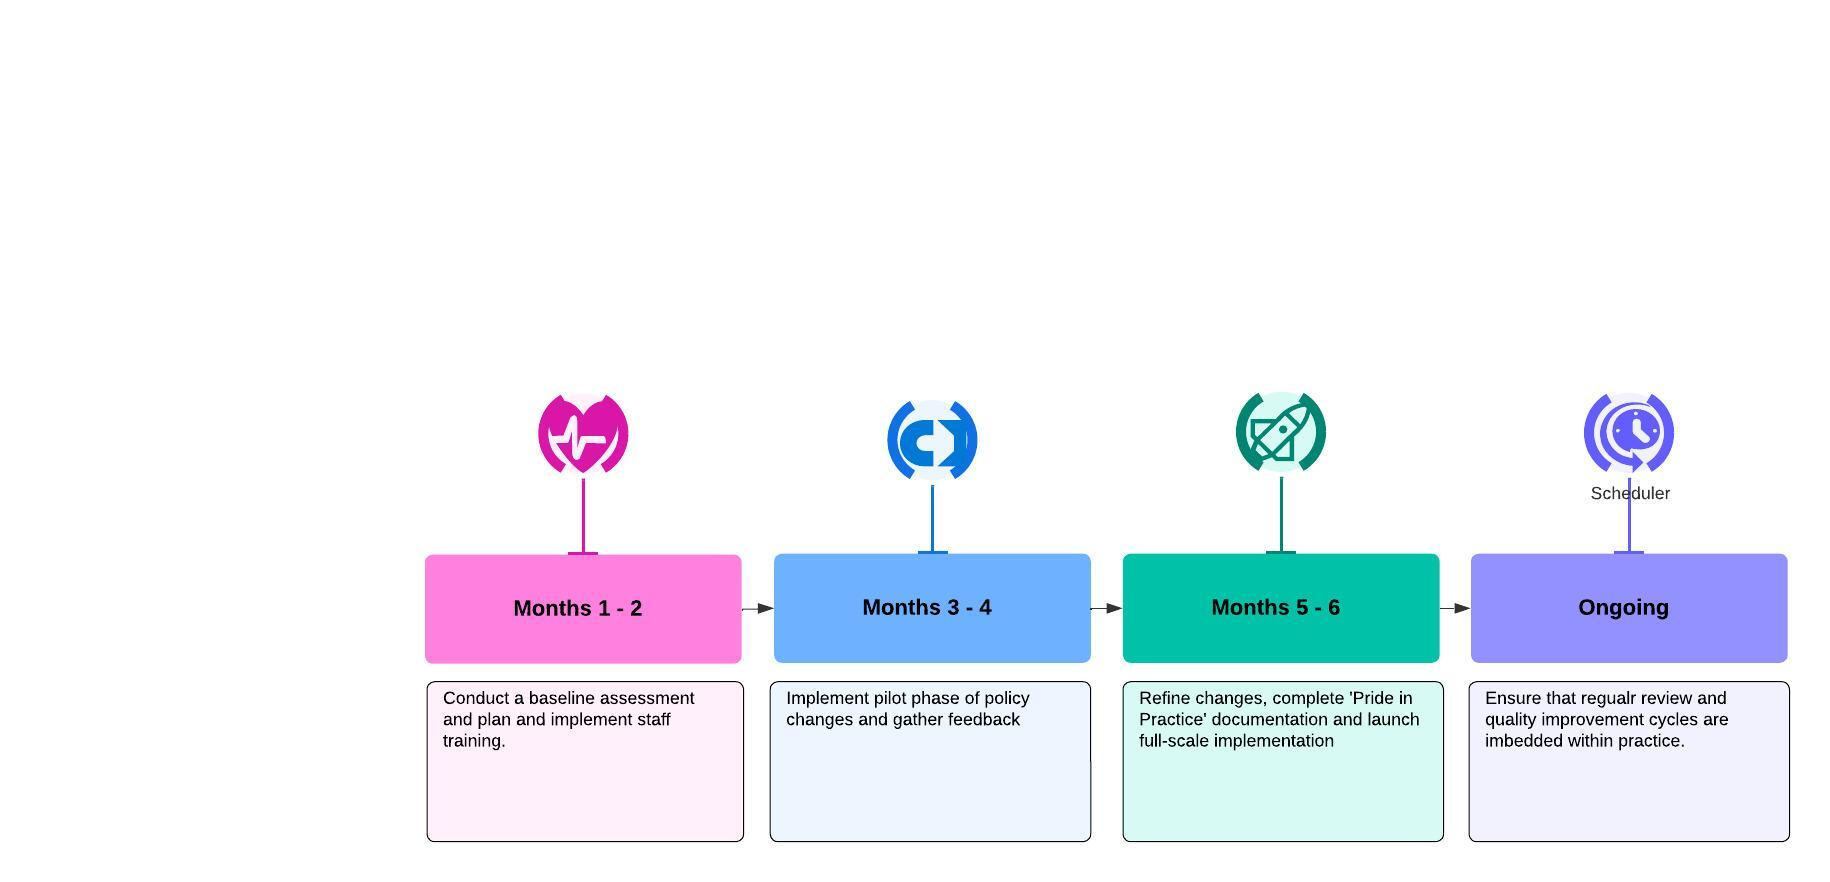 Scheduler
Months 1 - 2
Months 3 - 4
Months 5 - 6
Ongoing
Conduct a baseline assessment
and plan and implement staff
training.
Implement pilot phase of policy
changes and gather feedback
Refine changes, complete 'Pride in
Practice' documentation and launch
full-scale implementation
Ensure that regualr review and
quality improvement cycles are
imbedded within practice.